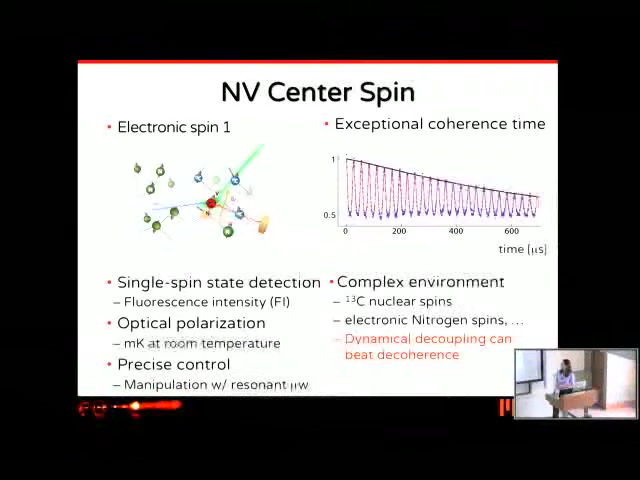 NV Center Spin
• Electronic spin 1
• Single-spin state detection
– Fluorescence intensity (FI)
• Optical polarization
– mK at room temperature
• Precise control
– Manipulation w/ resonant μw
• Exceptional coherence time
1
0.5
0 200 400 600
time [μs]
• Complex environment
– ¹³C nuclear spins
– electronic Nitrogen spins, ...
– Dynamical decoupling can
beat decoherence